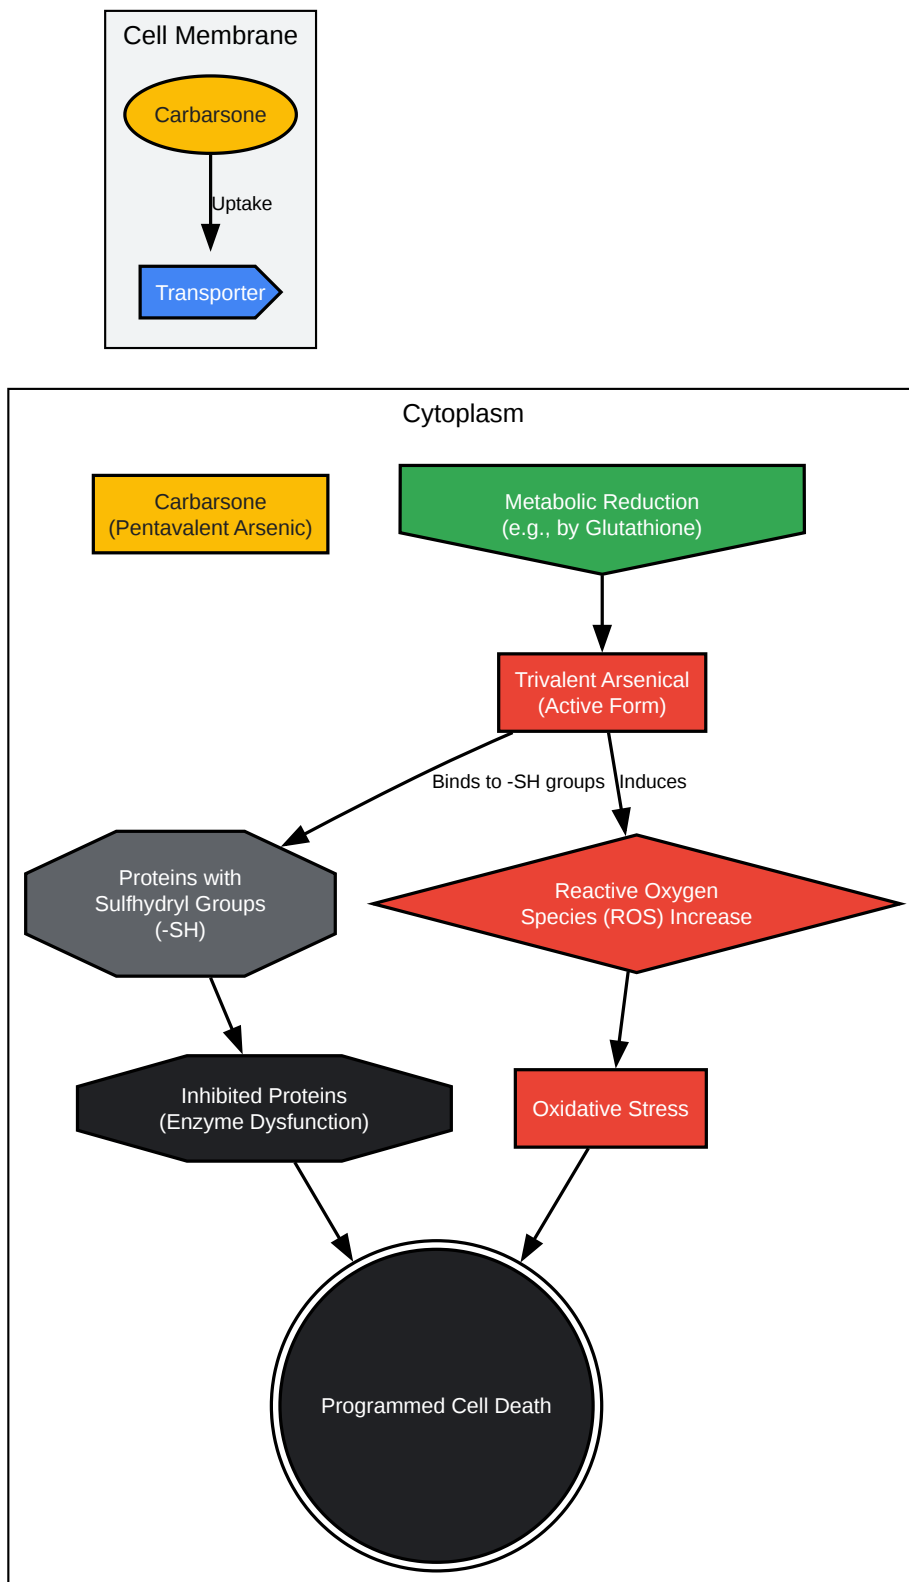 Cell Membrane
Carbarsone
Uptake
Transporter
Cytoplasm
Carbarsone
(Pentavalent Arsenic)
Metabolic Reduction
(e.g., by Glutathione)
Trivalent Arsenical
(Active Form)
Binds to -SH groups
Induces
Proteins with
Sulfhydryl Groups
(-SH)
Reactive Oxygen
Species (ROS) Increase
Inhibited Proteins
(Enzyme Dysfunction)
Oxidative Stress
Programmed Cell Death